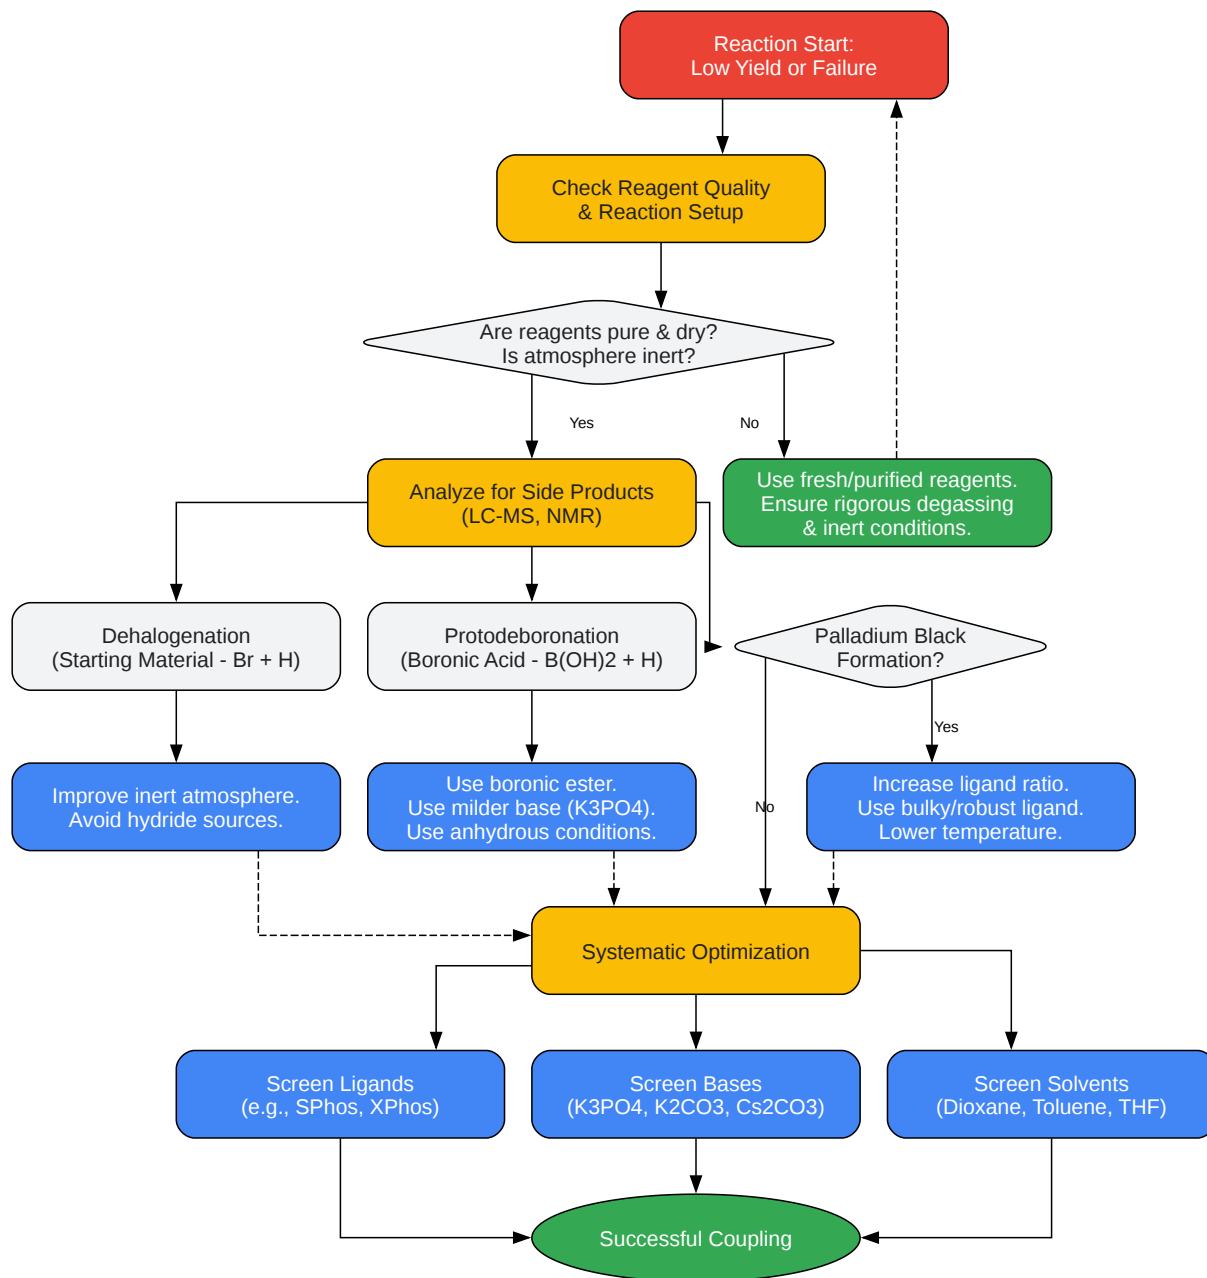 Reaction Start:
Low Yield or Failure
Check Reagent Quality
& Reaction Setup
Are reagents pure & dry?
Is atmosphere inert?
Yes
No
Analyze for Side Products
(LC-MS, NMR)
Use fresh/purified reagents.
Ensure rigorous degassing
& inert conditions.
Dehalogenation
(Starting Material - Br + H)
Protodeboronation
(Boronic Acid - B(OH)2 + H)
Palladium Black
Formation?
Yes
No
Improve inert atmosphere.
Avoid hydride sources.
Use boronic ester.
Use milder base (K3PO4).
Use anhydrous conditions.
Increase ligand ratio.
Use bulky/robust ligand.
Lower temperature.
Systematic Optimization
Screen Ligands
(e.g., SPhos, XPhos)
Screen Bases
(K3PO4, K2CO3, Cs2CO3)
Screen Solvents
(Dioxane, Toluene, THF)
Successful Coupling